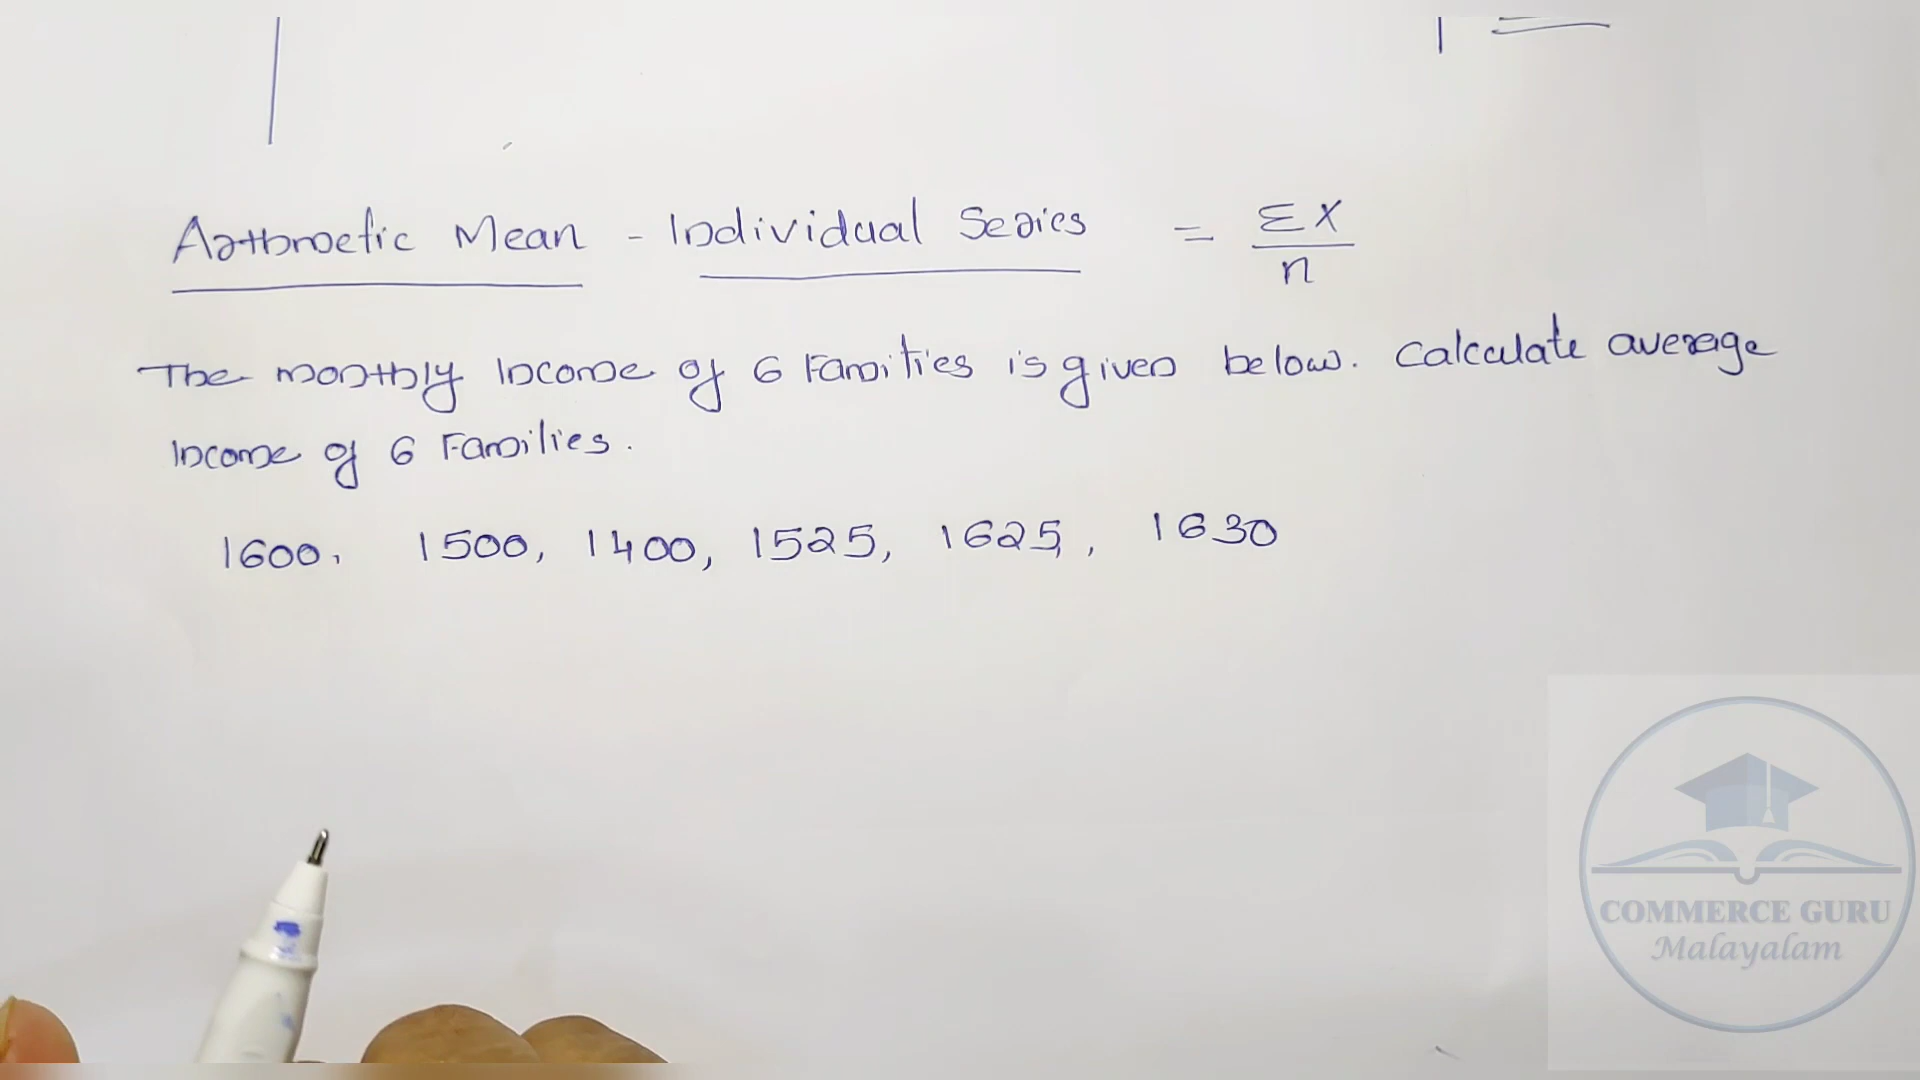 Arthmetic Mean - Individual Series = ΣX
n
The monthly Income of 6 Families is given below. Calculate average
Income of 6 Families.
1600, 1500, 1400, 1525, 1625, 1630
COMMERCE GURU
Malayalam